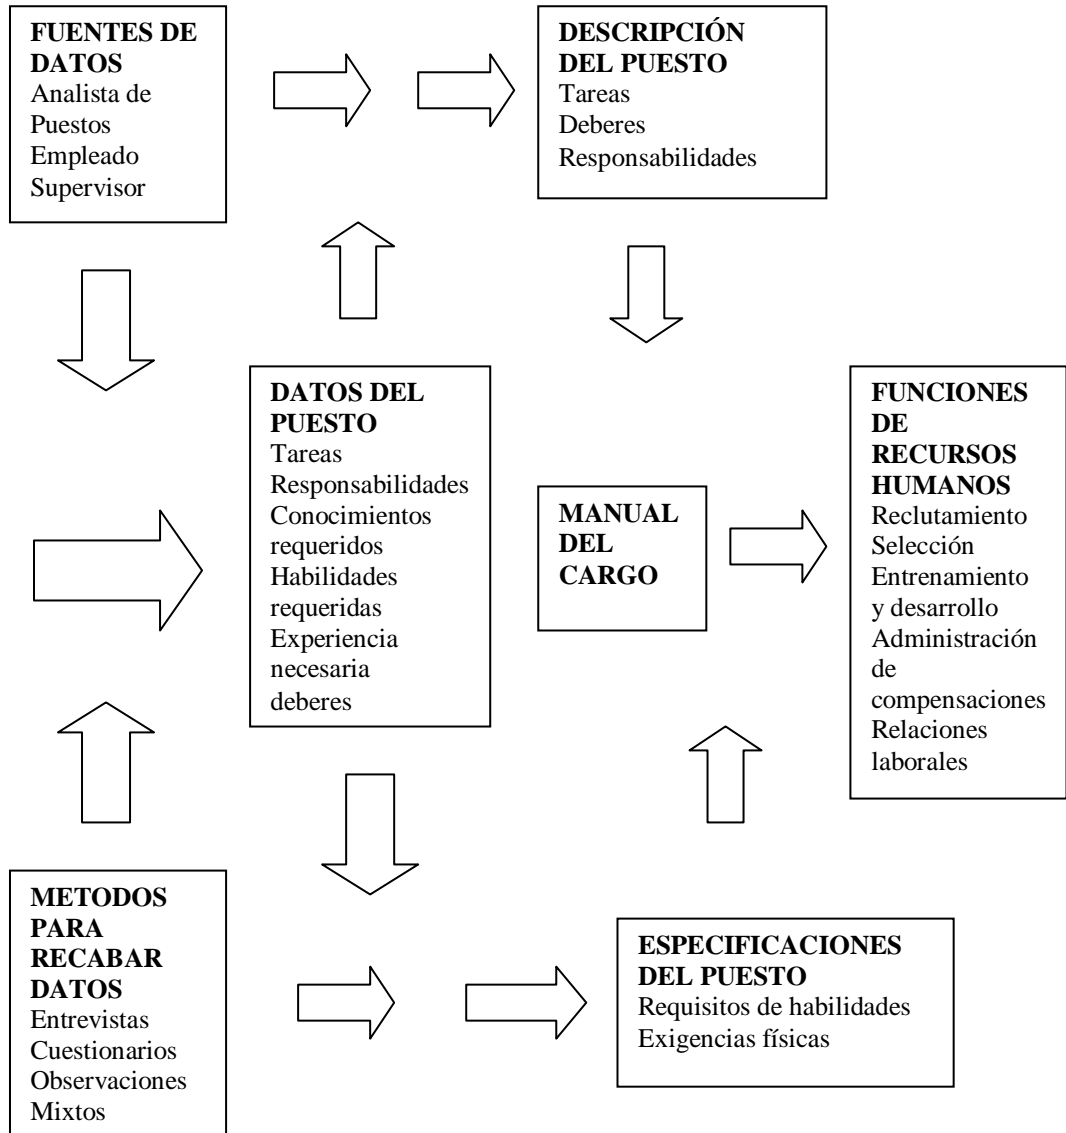 FUENTES DE
DATOS
Analista de
Puestos
Empleado
Supervisor
DESCRIPCIÓN
DEL PUESTO
Tareas
Deberes
Responsabilidades
DATOS DEL
PUESTO
Tareas
Responsabilidades
Conocimientos
requeridos
Habilidades
requeridas
Experiencia
necesaria
deberes
MANUAL
DEL
CARGO
FUNCIONES
DE
RECURSOS
HUMANOS
Reclutamiento
Selección
Entrenamiento
y desarrollo
Administración
de
compensaciones
Relaciones
laborales
METODOS
PARA
RECABAR
DATOS
Entrevistas
Cuestionarios
Observaciones
Mixtos
ESPECIFICACIONES
DEL PUESTO
Requisitos de habilidades
Exigencias físicas